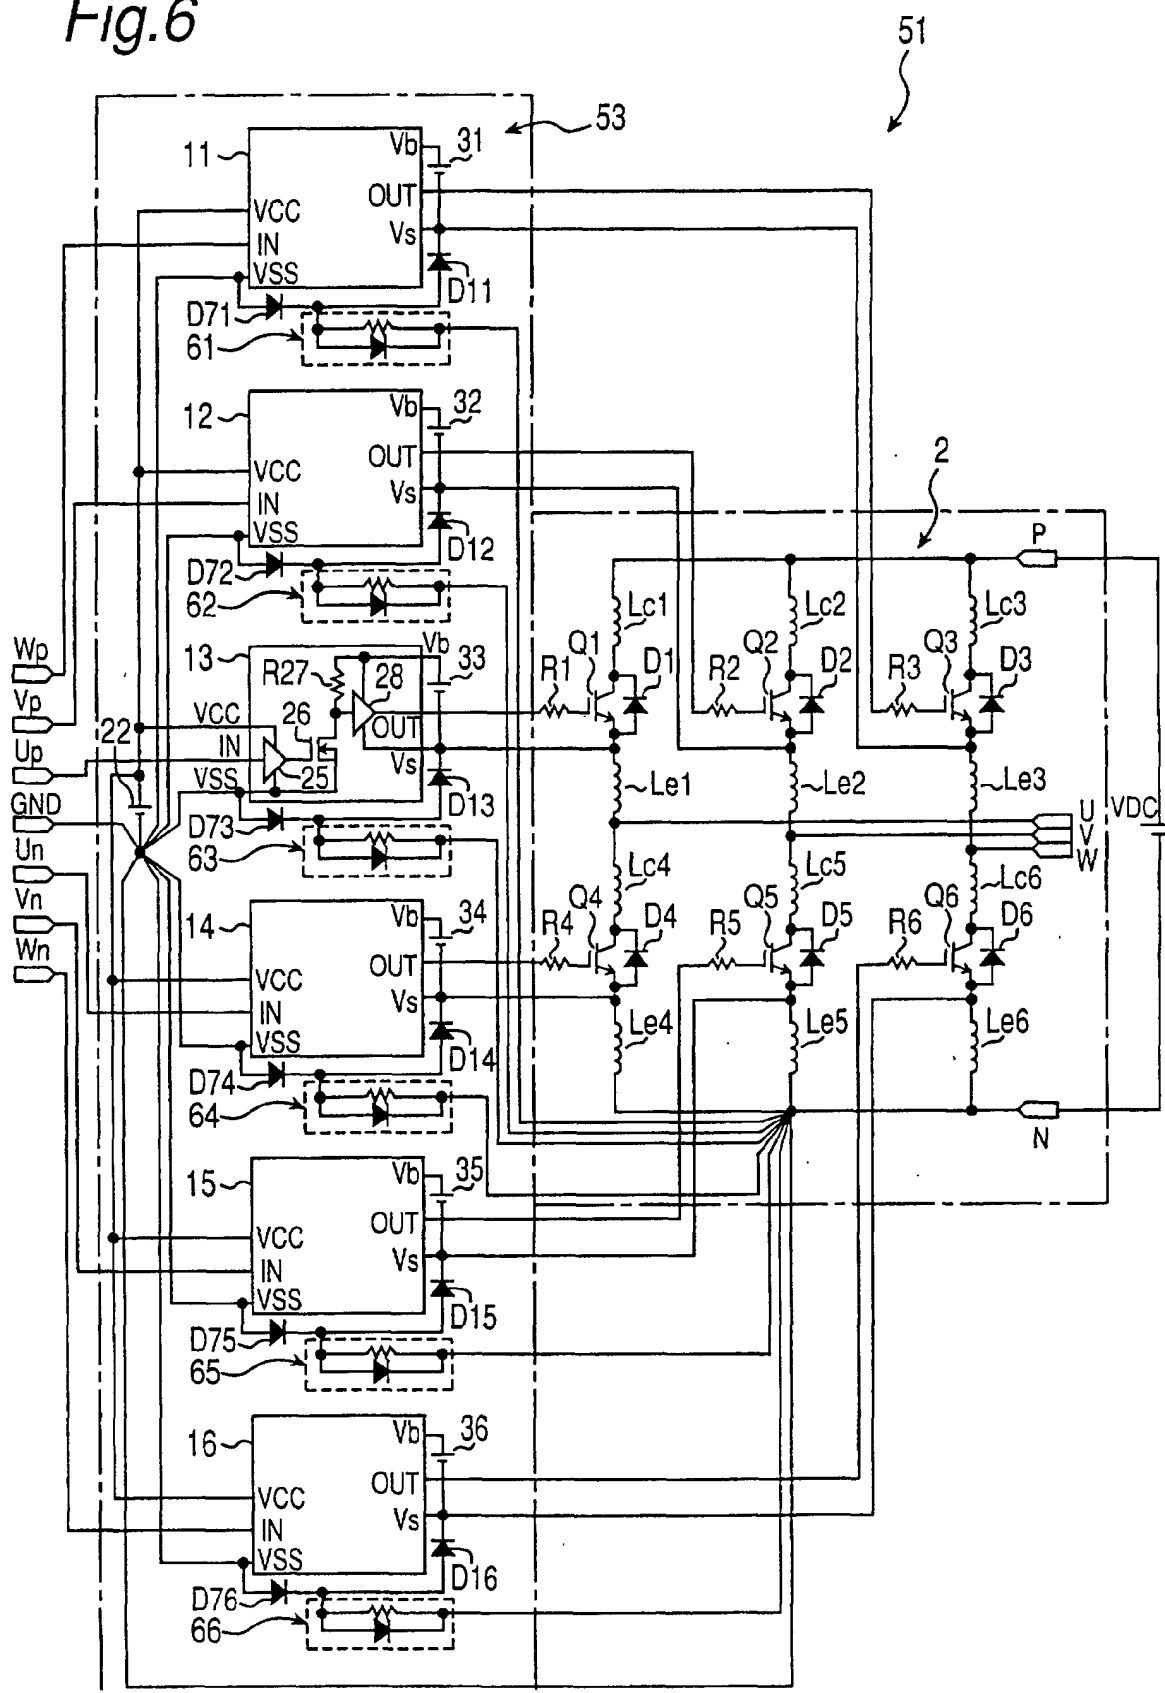 Fig.6
51
53
11
Vb
31
OUT
VCC
Vs
IN
VSS
D11
D71
61
12
Vb
32
OUT
VCC
Vs
IN
VSS
D12
D72
62
2
P
Lc1
Lc2
Lc3
Wp
13
Vb
R27
33
28
R1
Q1
D1
R2
Q2
D2
R3
Q3
D3
Vp
22
VCC
26
OUT
Up
IN
Vs
VSS
25
D13
Le1
Le2
Le3
GND
D73
63
U
V
W
VDC
Un
Lc4
Lc5
Lc6
Vn
14
Vb
34
R4
Q4
D4
R5
Q5
D5
R6
Q6
D6
Wn
OUT
VCC
Vs
IN
VSS
D14
Le4
Le5
Le6
D74
64
N
15
Vb
35
OUT
VCC
Vs
IN
VSS
D15
D75
65
16
Vb
36
OUT
VCC
Vs
IN
VSS
D16
D76
66